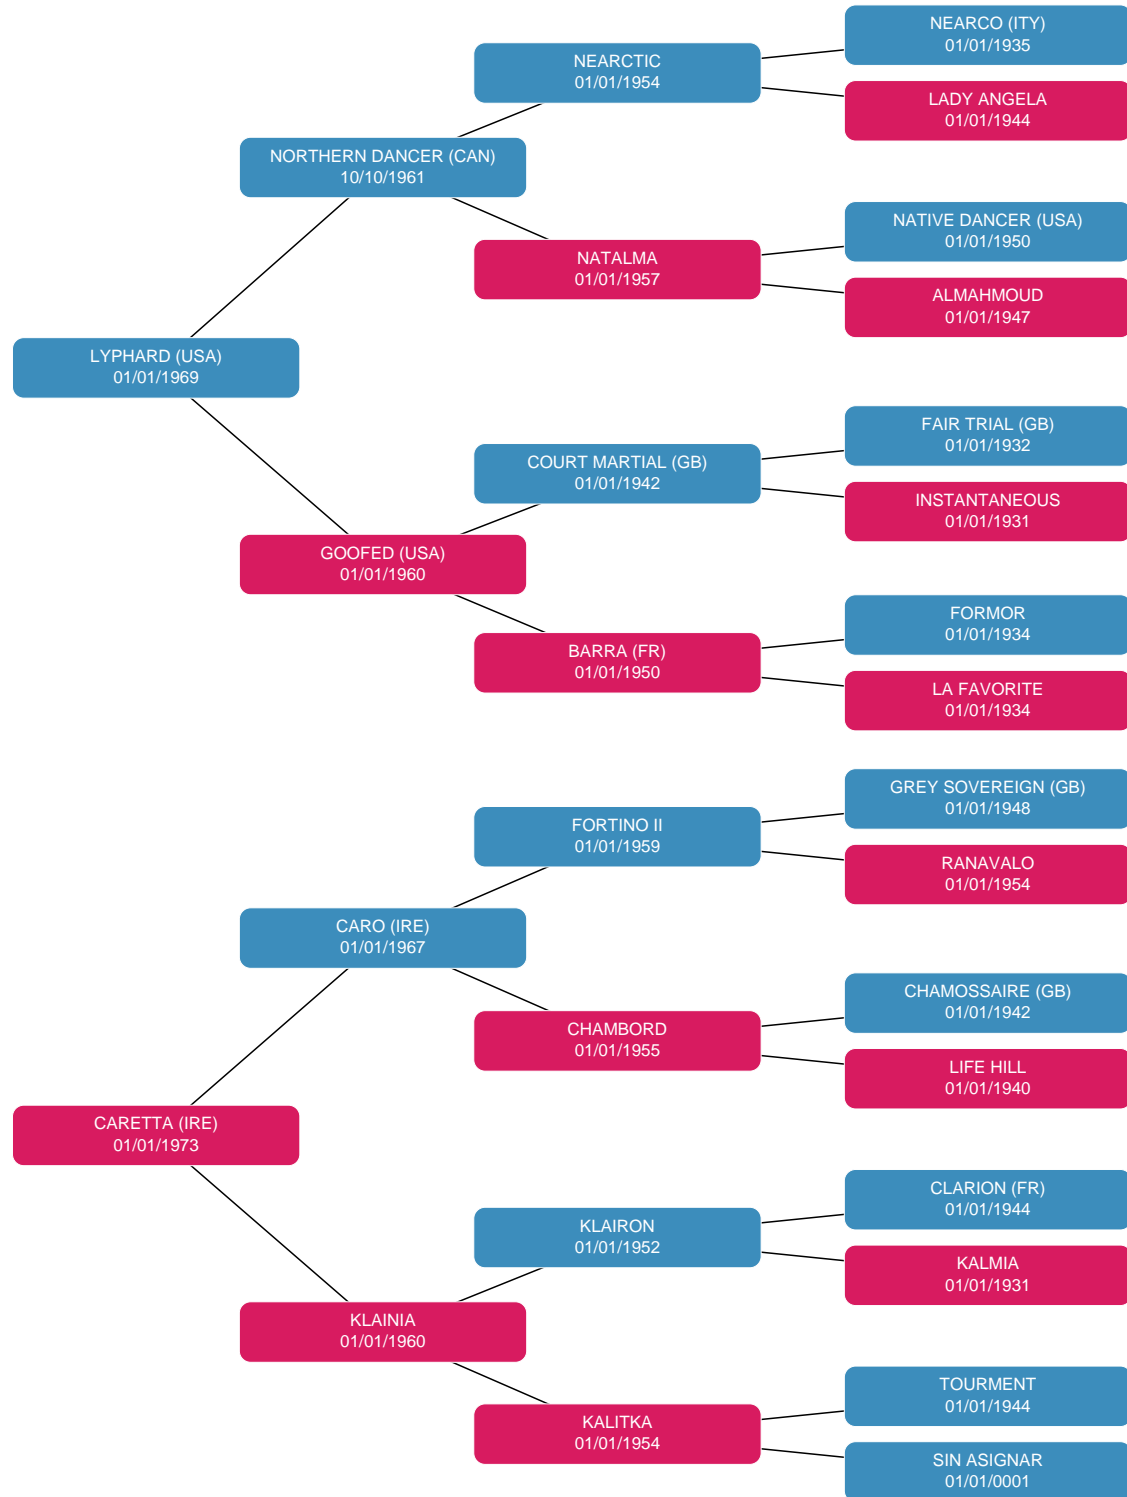 NEARCO (ITY)
01/01/1935
NEARCTIC
01/01/1954
LADY ANGELA
01/01/1944
NORTHERN DANCER (CAN)
10/10/1961
NATIVE DANCER (USA)
01/01/1950
NATALMA
01/01/1957
ALMAHMOUD
01/01/1947
LYPHARD (USA)
01/01/1969
FAIR TRIAL (GB)
01/01/1932
COURT MARTIAL (GB)
01/01/1942
INSTANTANEOUS
01/01/1931
GOOFED (USA)
01/01/1960
FORMOR
01/01/1934
BARRA (FR)
01/01/1950
LA FAVORITE
01/01/1934
GREY SOVEREIGN (GB)
01/01/1948
FORTINO II
01/01/1959
RANAVALO
01/01/1954
CARO (IRE)
01/01/1967
CHAMOSSAIRE (GB)
01/01/1942
CHAMBORD
01/01/1955
LIFE HILL
01/01/1940
CARETTA (IRE)
01/01/1973
CLARION (FR)
01/01/1944
KLAIRON
01/01/1952
KALMIA
01/01/1931
KLAINIA
01/01/1960
TOURMENT
01/01/1944
KALITKA
01/01/1954
SIN ASIGNAR
01/01/0001